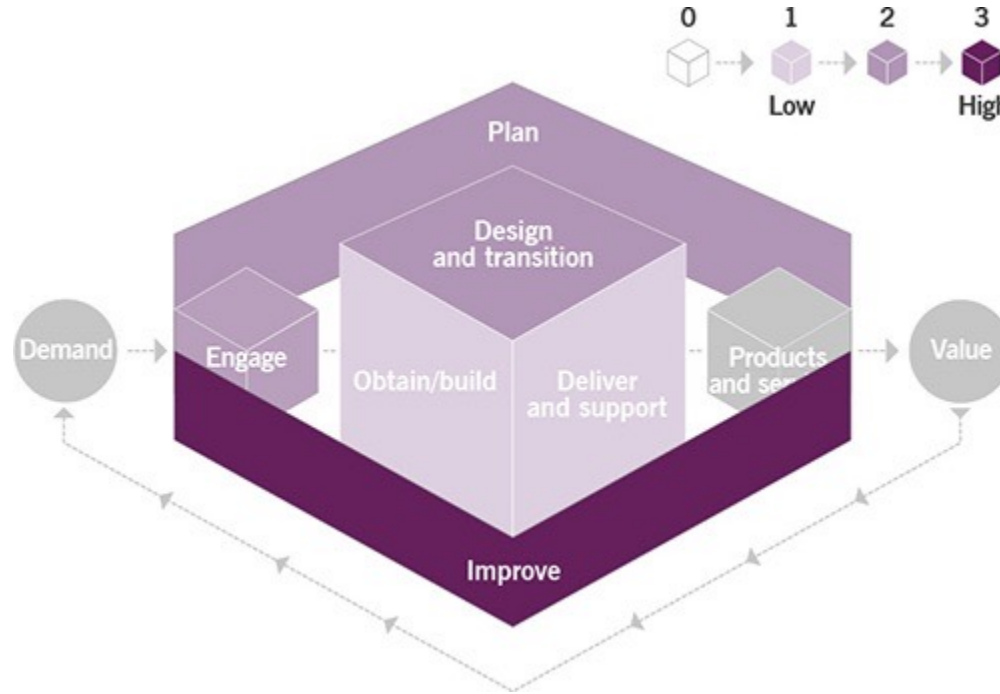 0 1 2 3
Low High
Plan
Design
and transition
Demand
Engage
Obtain/build
Deliver
and support
Products
and
Value
Improve